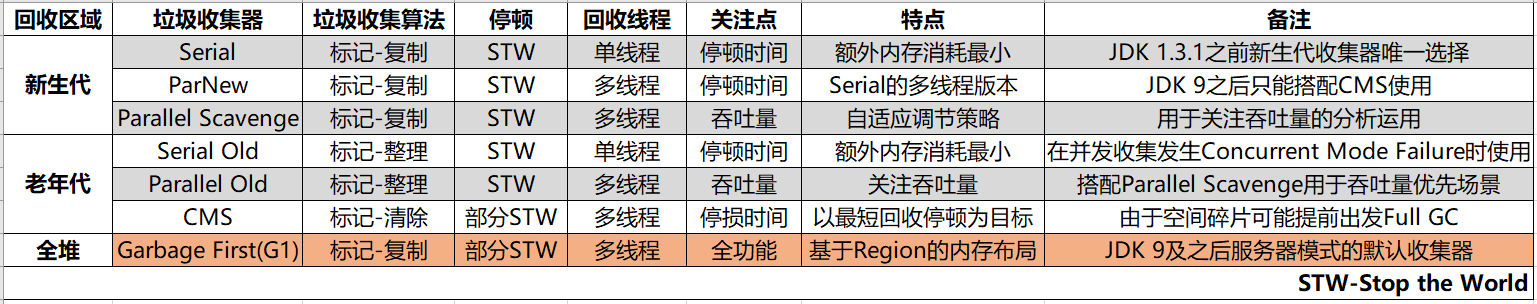 回收区域 垃圾收集器 垃圾收集算法 停顿 回收线程 关注点 特点 备注
新生代 Serial 标记-复制 STW 单线程 停顿时间 额外内存消耗最小 JDK 1.3.1之前新生代收集器唯一选择
ParNew 标记-复制 STW 多线程 停顿时间 Serial的多线程版本 JDK 9之后只能搭配CMS使用
Parallel Scavenge 标记-复制 STW 多线程 吞吐量 自适应调节策略 用于关注吞吐量的分析运用
老年代 Serial Old 标记-整理 STW 单线程 停顿时间 额外内存消耗最小 在并发收集发生Concurrent Mode Failure时使用
Parallel Old 标记-整理 STW 多线程 吞吐量 关注吞吐量 搭配Parallel Scavenge用于吞吐量优先场景
CMS 标记-清除 部分STW 多线程 停损时间 以最短回收停顿为目标 由于空间碎片可能提前出发Full GC
全堆 Garbage First(G1) 标记-复制 部分STW 多线程 全功能 基于Region的内存布局 JDK 9及之后服务器模式的默认收集器
STW-Stop the World